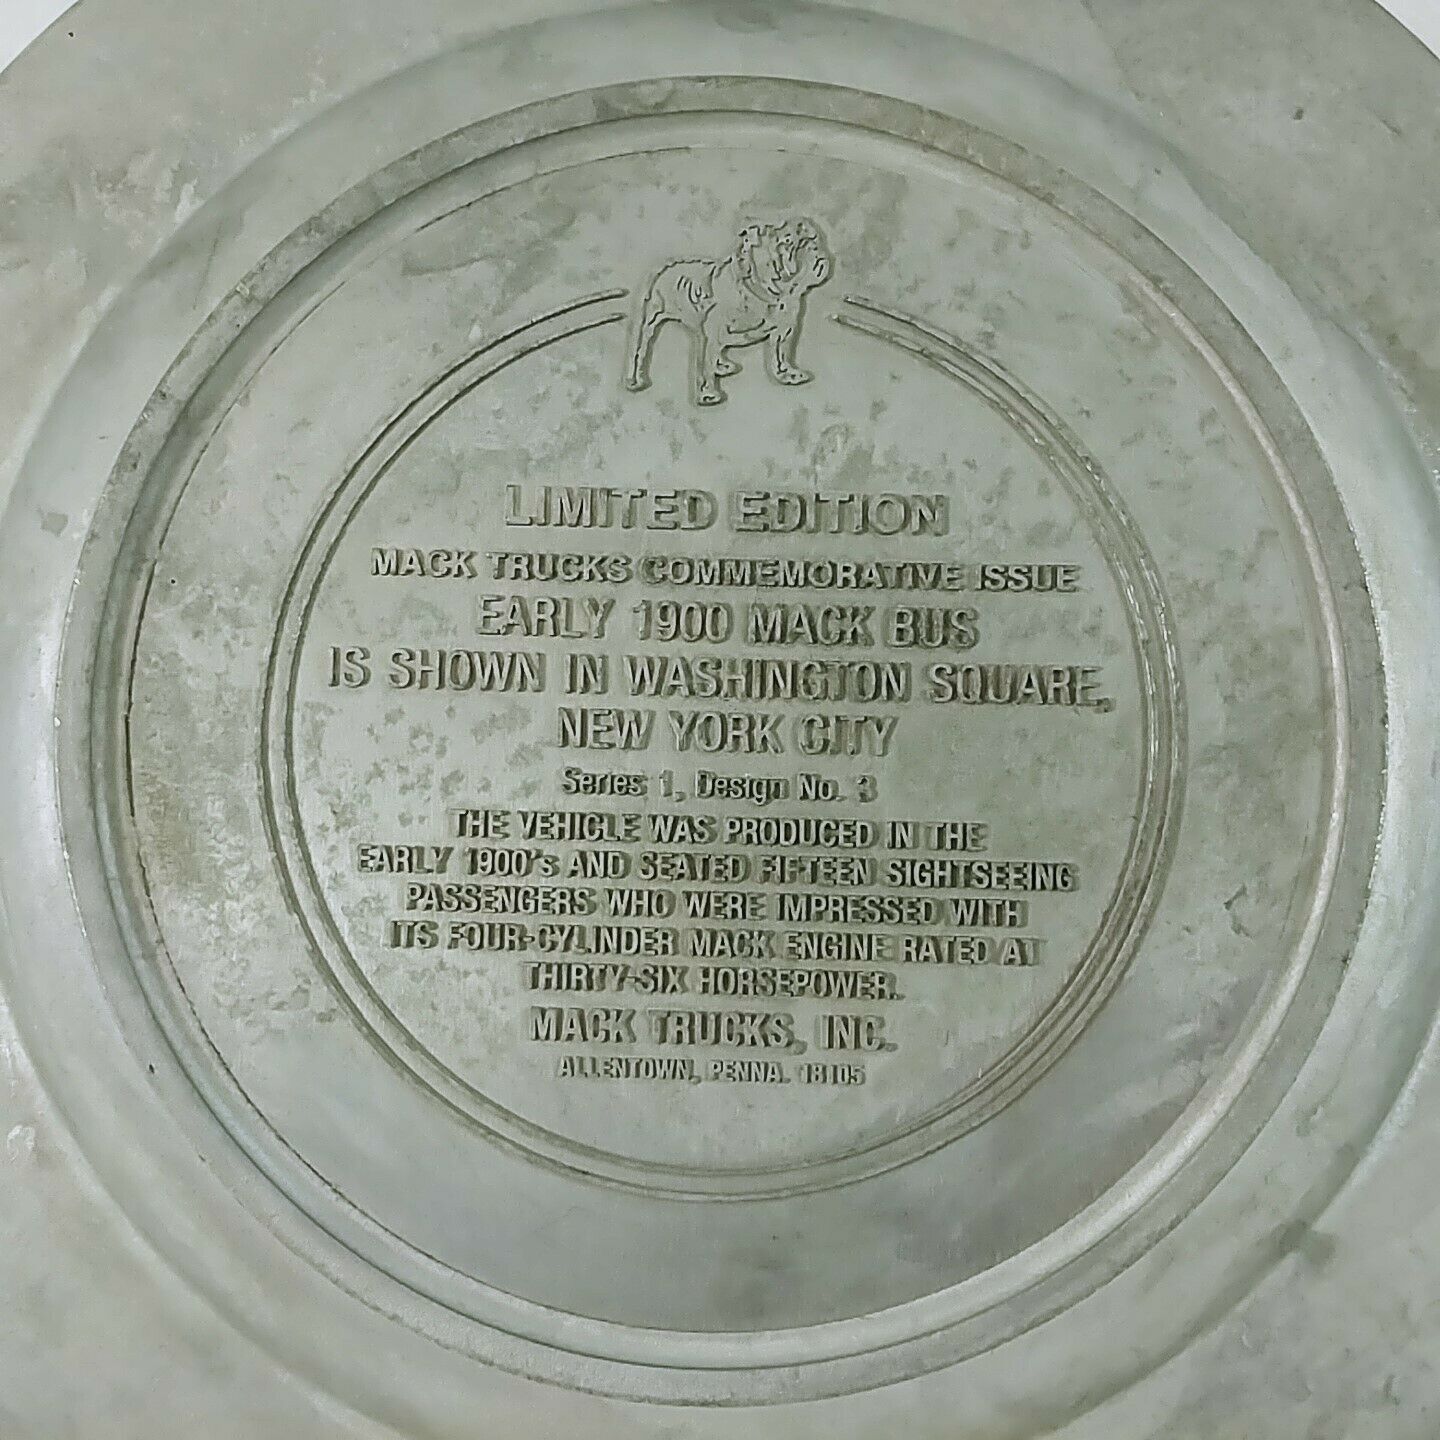 LIMITED EDITION
MACK TRUCKS COMMEMORATIVE ISSUE
EARLY 1900 MACK BUS
IS SHOWN IN WASHINGTON SQUARE,
NEW YORK CITY
Series 1, Design No. 3
THE VEHICLE WAS PRODUCED IN THE
EARLY 1900's AND SEATED FIFTEEN SIGHTSEEING
PASSENGERS WHO WERE IMPRESSED WITH
ITS FOUR-CYLINDER MACK ENGINE RATED AT
THIRTY-SIX HORSEPOWER.
MACK TRUCKS, INC.
ALLENTOWN, PENNA. 18105